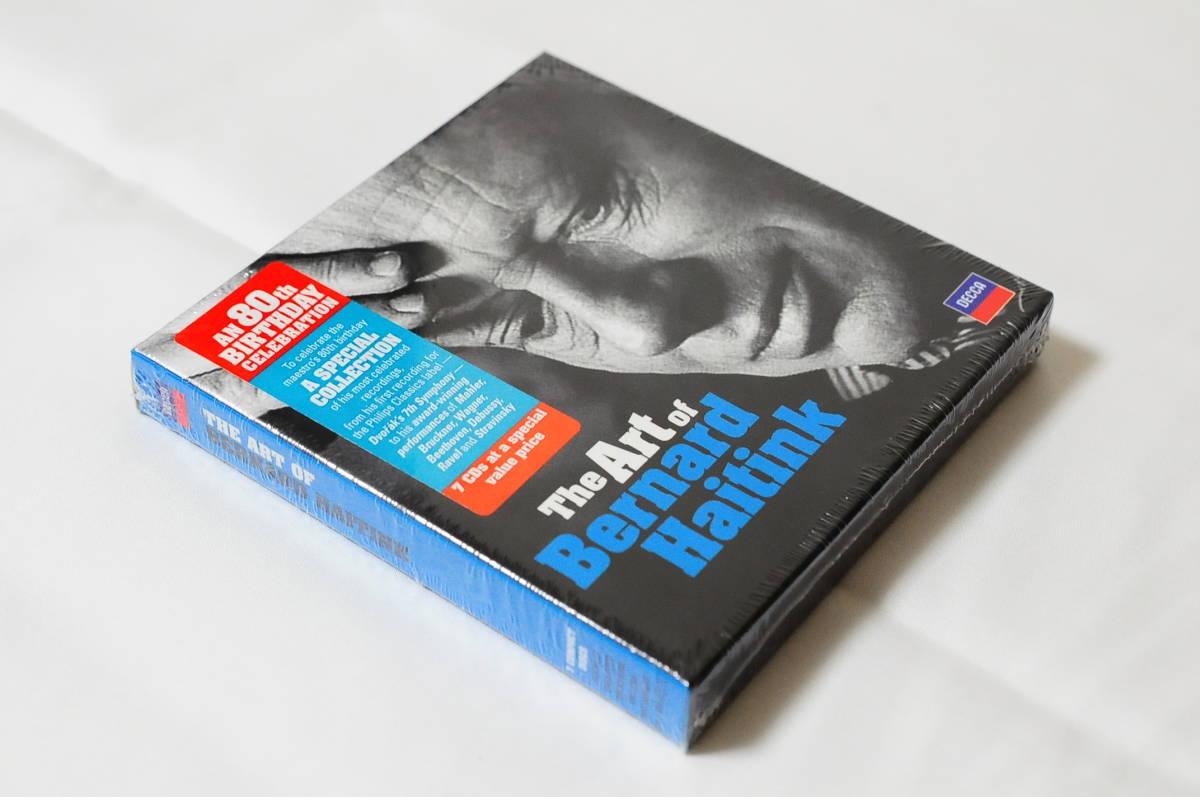 AN 80th
BIRTHDAY
CELEBRATION
To celebrate the
maestro's 80th birthday
A SPECIAL
COLLECTION
of his most celebrated
recordings,
from his first recording for
the Philips Classics label —
Dvořák's 7th Symphony —
to his award-winning
performances of Mahler,
Bruckner, Wagner,
Beethoven, Debussy,
Ravel and Stravinsky
7 CDs at a special
value price
The Art of
Bernard
Haitink
DECCA
THE ART OF
BERNARD HAITINK
7 COMPACT
DISCS